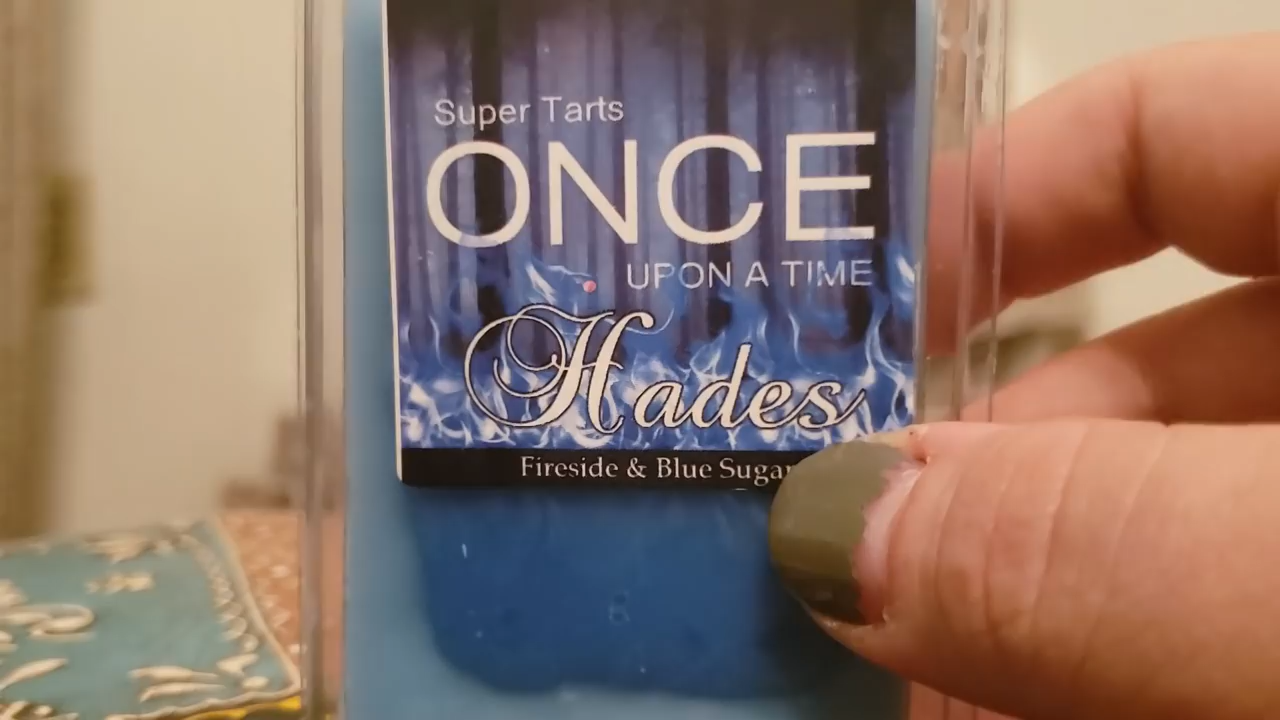 Super Tarts
ONCE
UPON A TIME
Hades
Fireside & Blue Sugar